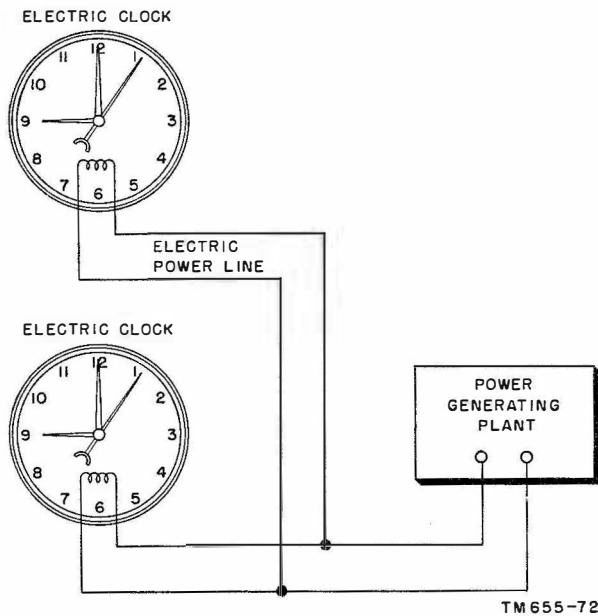 ELECTRIC CLOCK
12
11 1
10 2
9 3
8 4
7 5
6
ELECTRIC
POWER LINE
ELECTRIC CLOCK
12
11 1
10 2
9 3
8 4
7 5
6
POWER
GENERATING
PLANT
TM 655-72